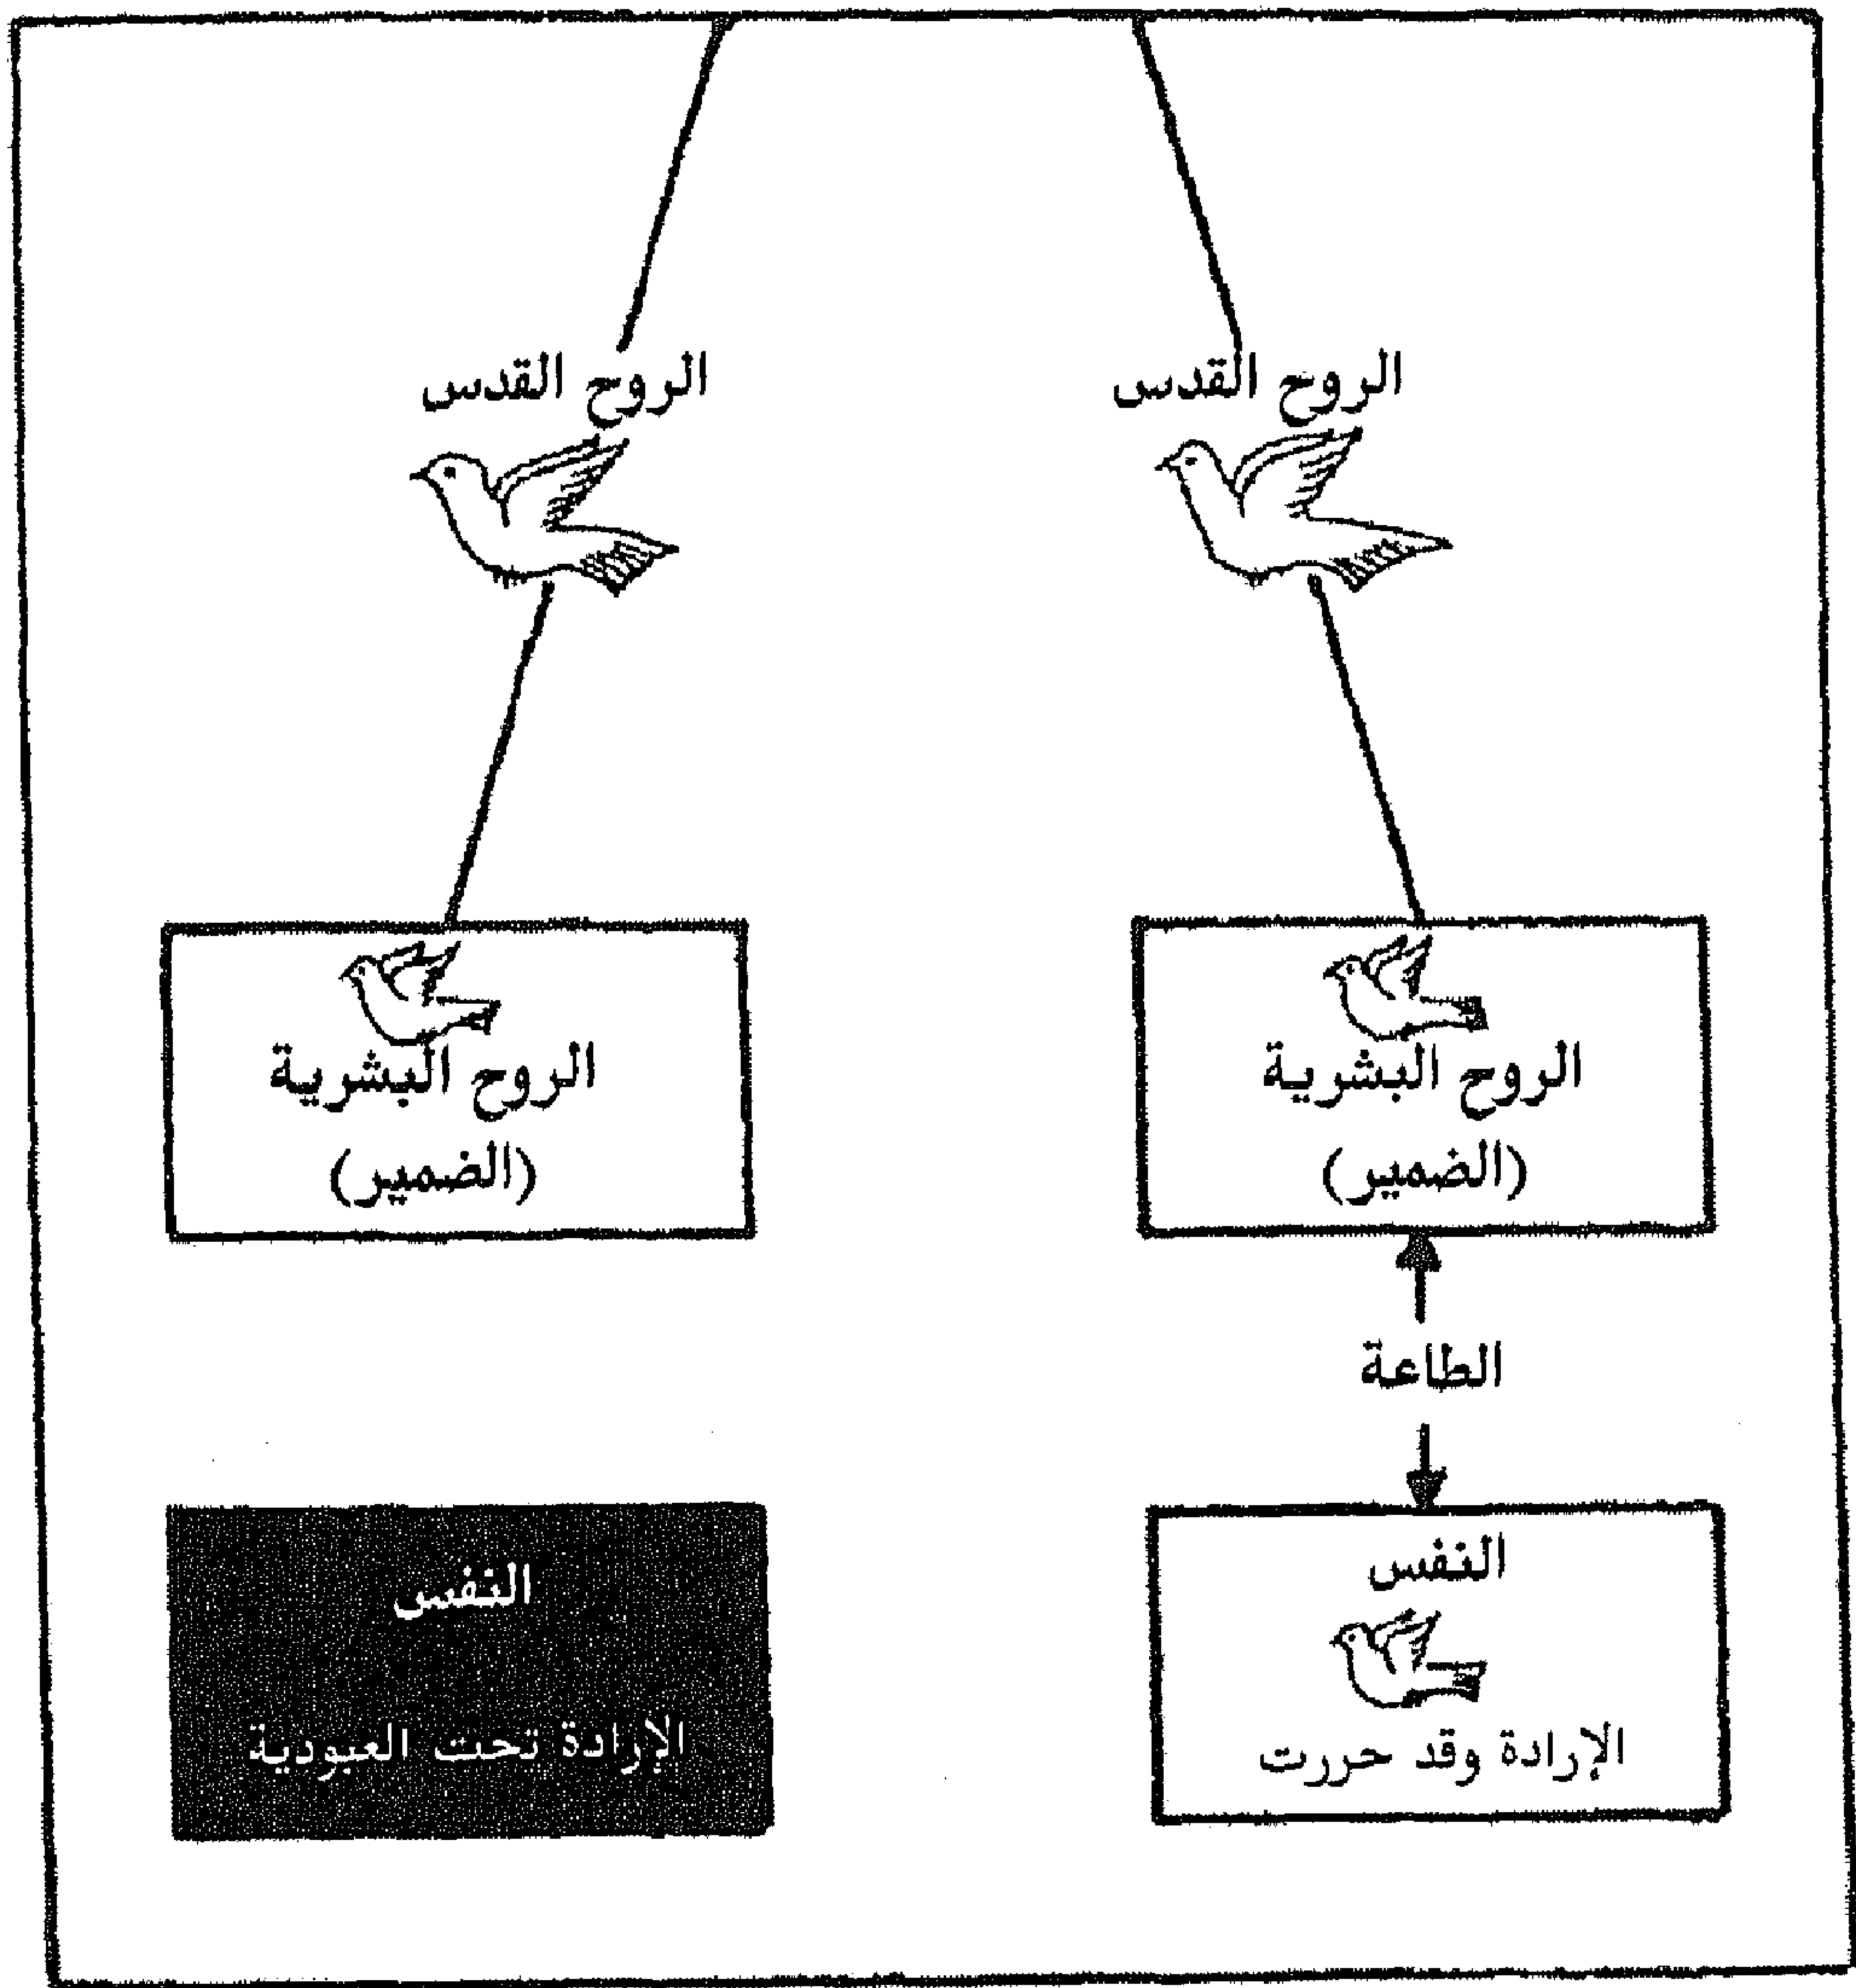 الروح القدس
الروح القدس
الروح البشرية
(الضمير)
الروح البشرية
(الضمير)
الطاعة
النفس
الإرادة وقد حررت
النفس
الإرادة تحت العبودية